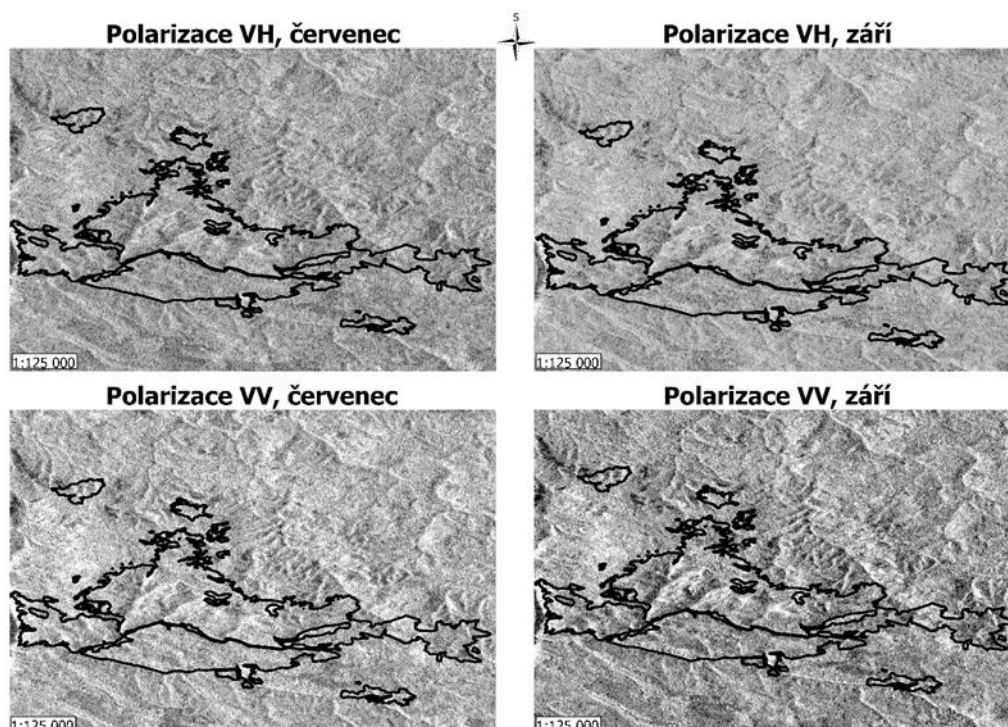 S
Polarizace VH, červenec
Polarizace VH, září
1:125 000
1:125 000
Polarizace VV, červenec
Polarizace VV, září
1:125 000
1:125 000